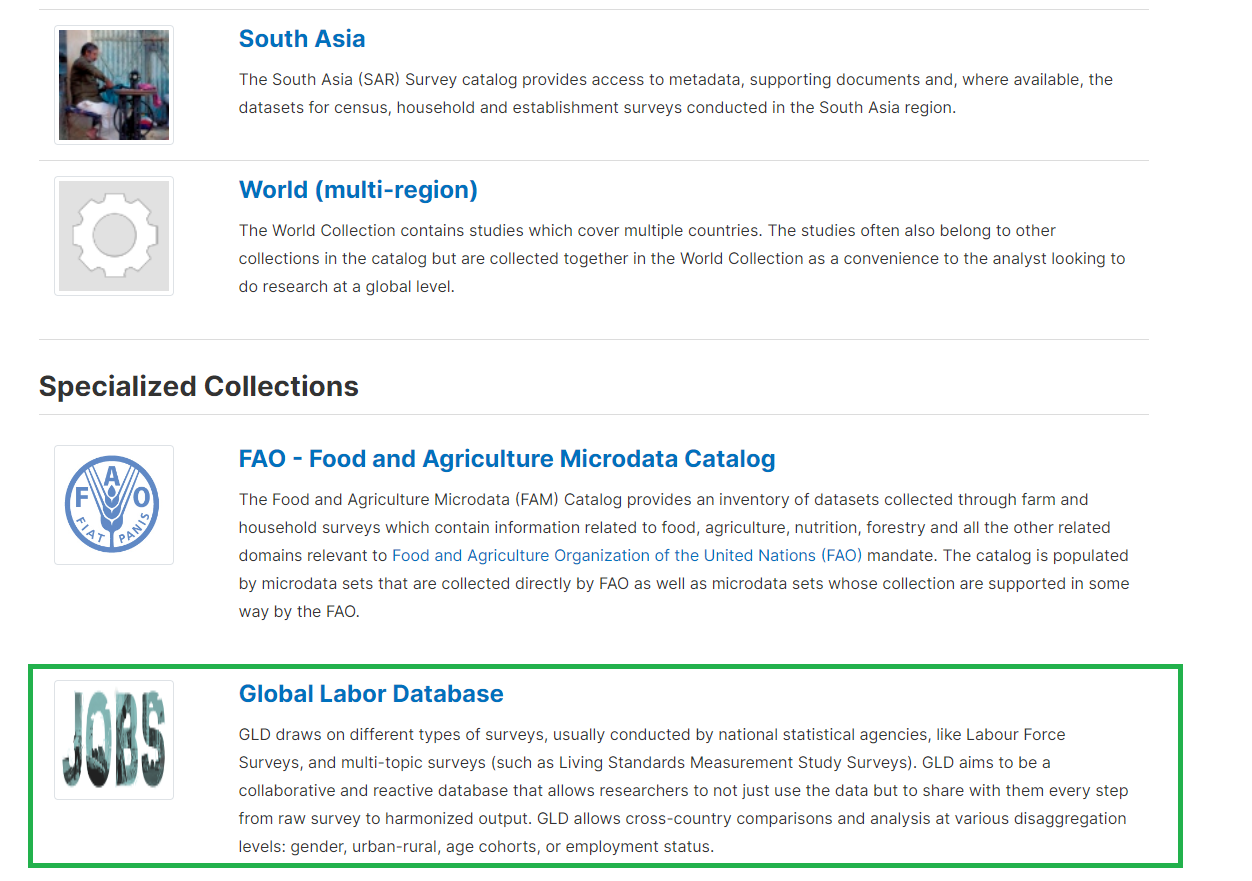 South Asia
The South Asia (SAR) Survey catalog provides access to metadata, supporting documents and, where available, the
datasets for census, household and establishment surveys conducted in the South Asia region.
World (multi-region)
The World Collection contains studies which cover multiple countries. The studies often also belong to other
collections in the catalog but are collected together in the World Collection as a convenience to the analyst looking to
do research at a global level.
Specialized Collections
F A O
FIAT PANIS
FAO - Food and Agriculture Microdata Catalog
The Food and Agriculture Microdata (FAM) Catalog provides an inventory of datasets collected through farm and
household surveys which contain information related to food, agriculture, nutrition, forestry and all the other related
domains relevant to Food and Agriculture Organization of the United Nations (FAO) mandate. The catalog is populated
by microdata sets that are collected directly by FAO as well as microdata sets whose collection are supported in some
way by the FAO.
JOBS
Global Labor Database
GLD draws on different types of surveys, usually conducted by national statistical agencies, like Labour Force
Surveys, and multi-topic surveys (such as Living Standards Measurement Study Surveys). GLD aims to be a
collaborative and reactive database that allows researchers to not just use the data but to share with them every step
from raw survey to harmonized output. GLD allows cross-country comparisons and analysis at various disaggregation
levels: gender, urban-rural, age cohorts, or employment status.